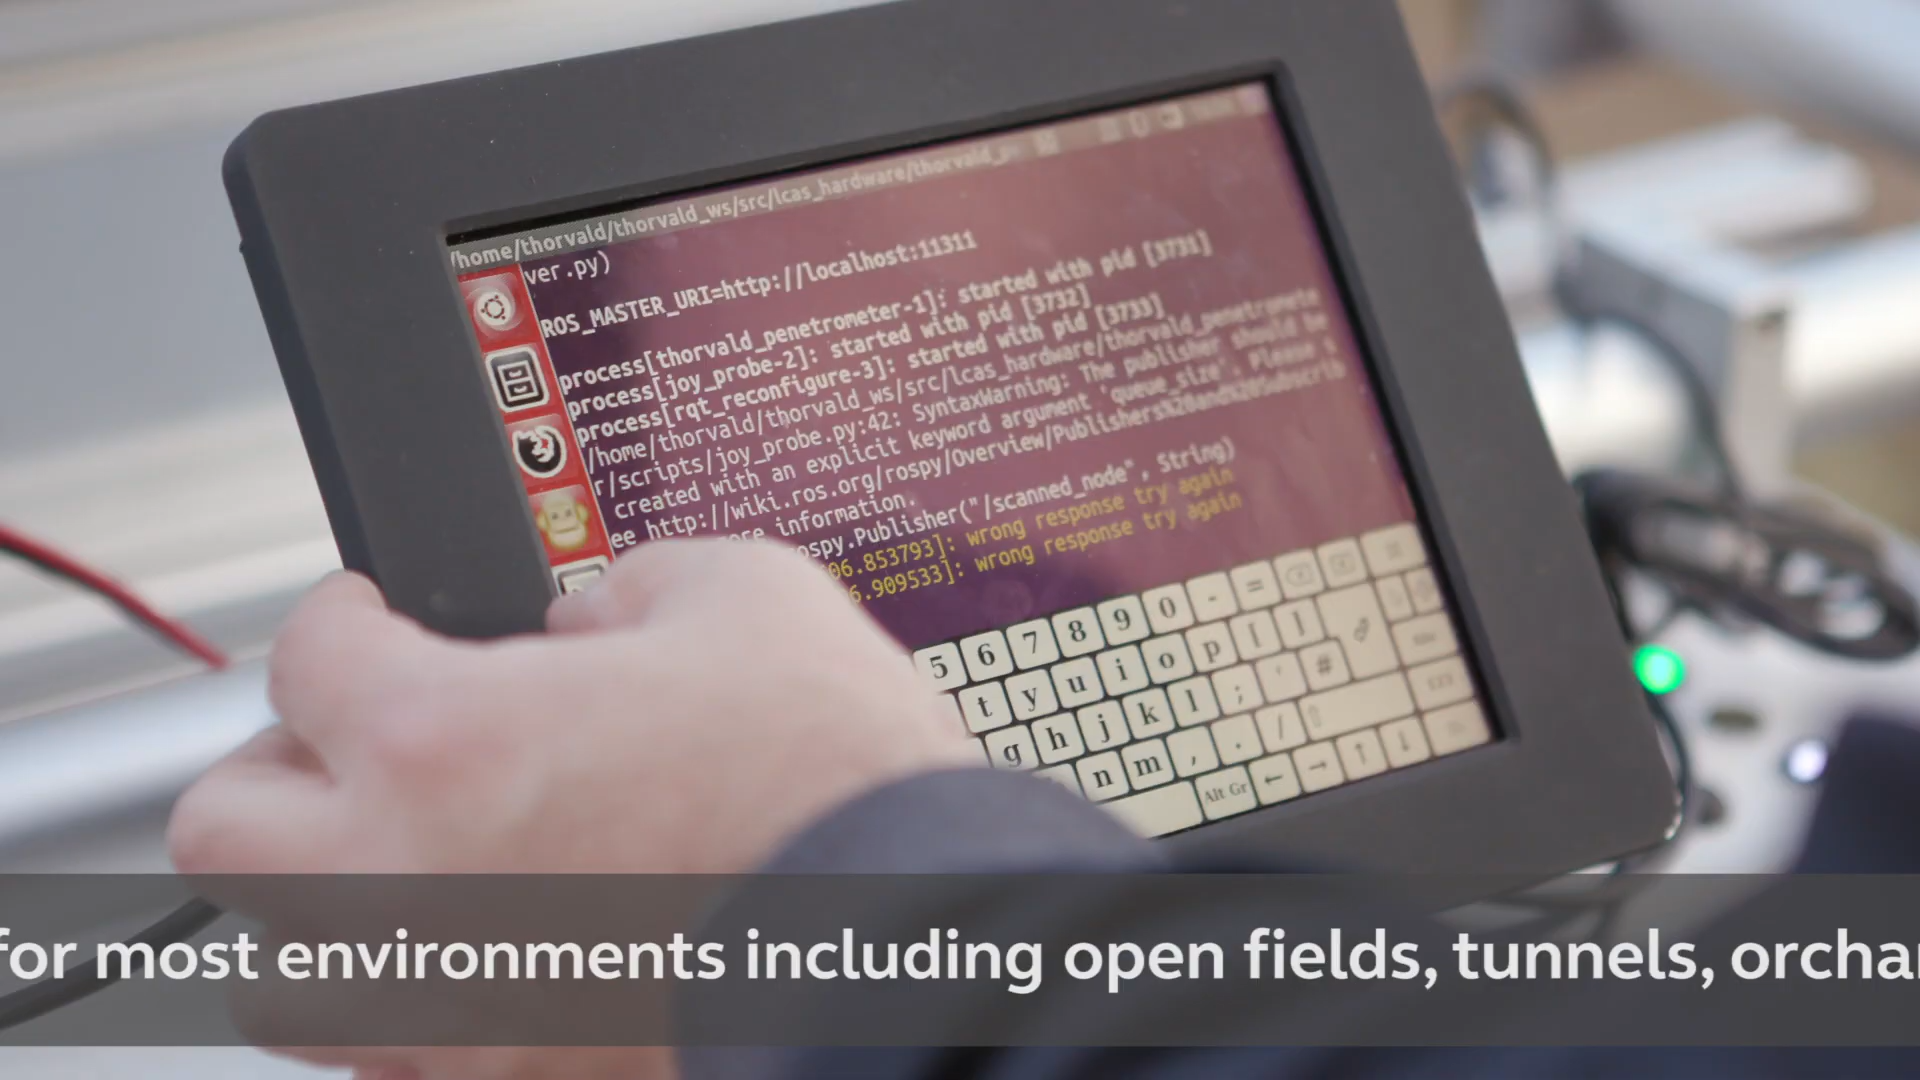 /home/thorvald/thorvald_ws/src/lcas_hardware/thorvald_p
ver.py)
ROS_MASTER_URI=http://localhost:11311
process[thorvald_penetrometer-1]: started with pid [3731]
process[joy_probe-2]: started with pid [3732]
process[rqt_reconfigure-3]: started with pid [3733]
/home/thorvald/thorvald_ws/src/lcas_hardware/thorvald_penetromete
r/scripts/joy_probe.py:42: SyntaxWarning: The publisher should be
created with an explicit keyword argument 'queue_size'. Please s
ee http://wiki.ros.org/rospy/Overview/Publishers%20and%20Subscrib
ore information.
rospy.Publisher("/scanned_node", String)
06.853793]: wrong response try again
6.909533]: wrong response try again
5 6 7 8 9 0 - =
t y u i o p [ ]
g h j k l ; ' #
n m , . /
Alt Gr ← → ↑ ↓
for most environments including open fields, tunnels, orchar